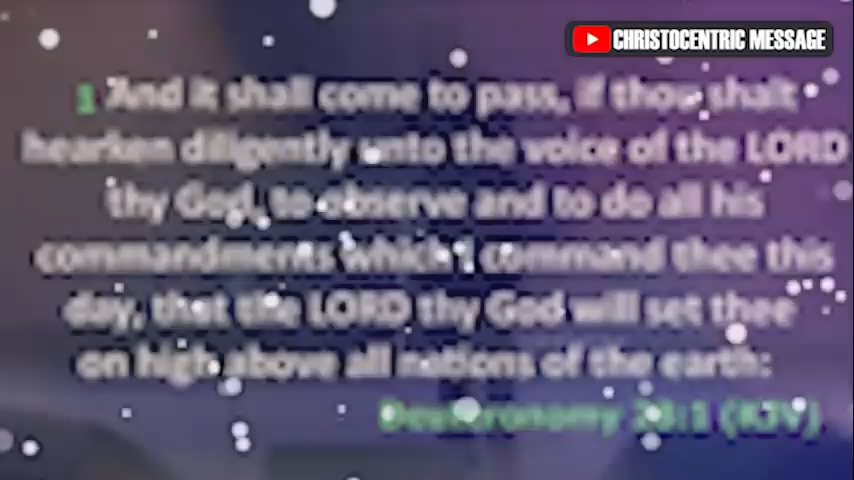 CHRISTOCENTRIC MESSAGE
1 And it shall come to pass, if thou shalt
hearken diligently unto the voice of the LORD
thy God, to observe and to do all his
commandments which I command thee this
day, that the LORD thy God will set thee
on high above all nations of the earth:
Deuteronomy 28:1 (KJV)